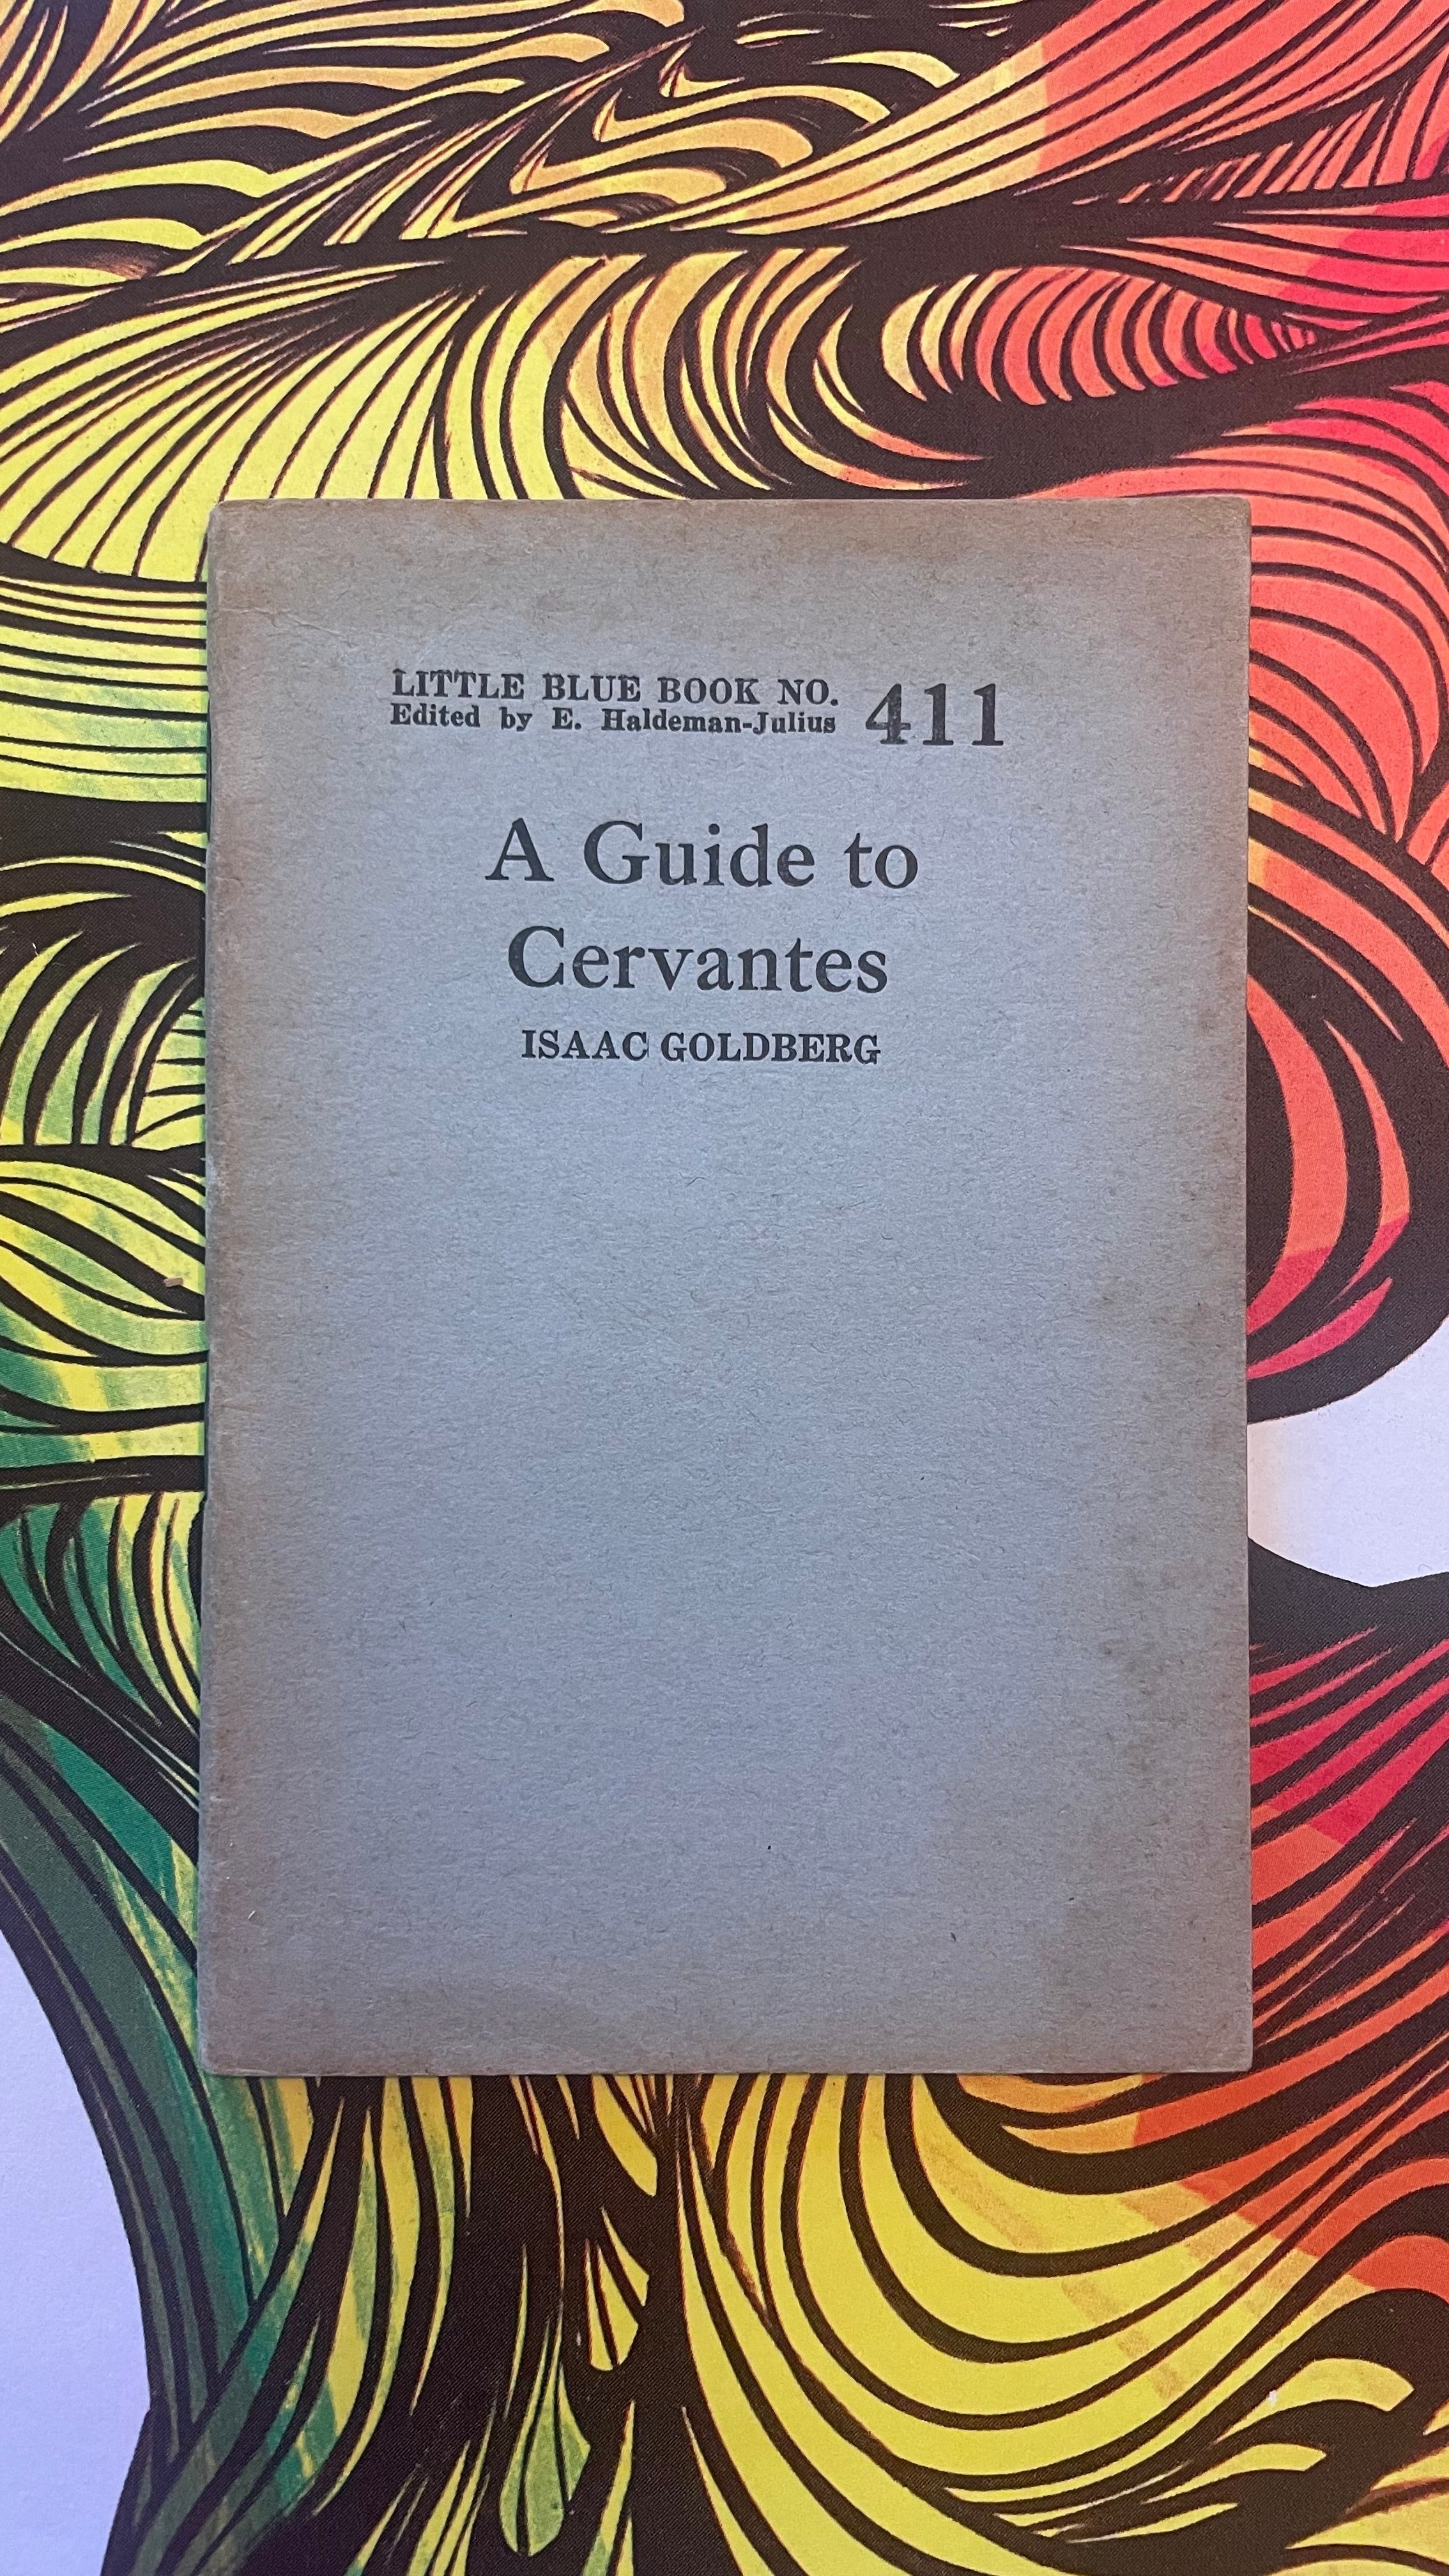 LITTLE BLUE BOOK NO. 411
Edited by E. Haldeman-Julius
A Guide to
Cervantes
ISAAC GOLDBERG